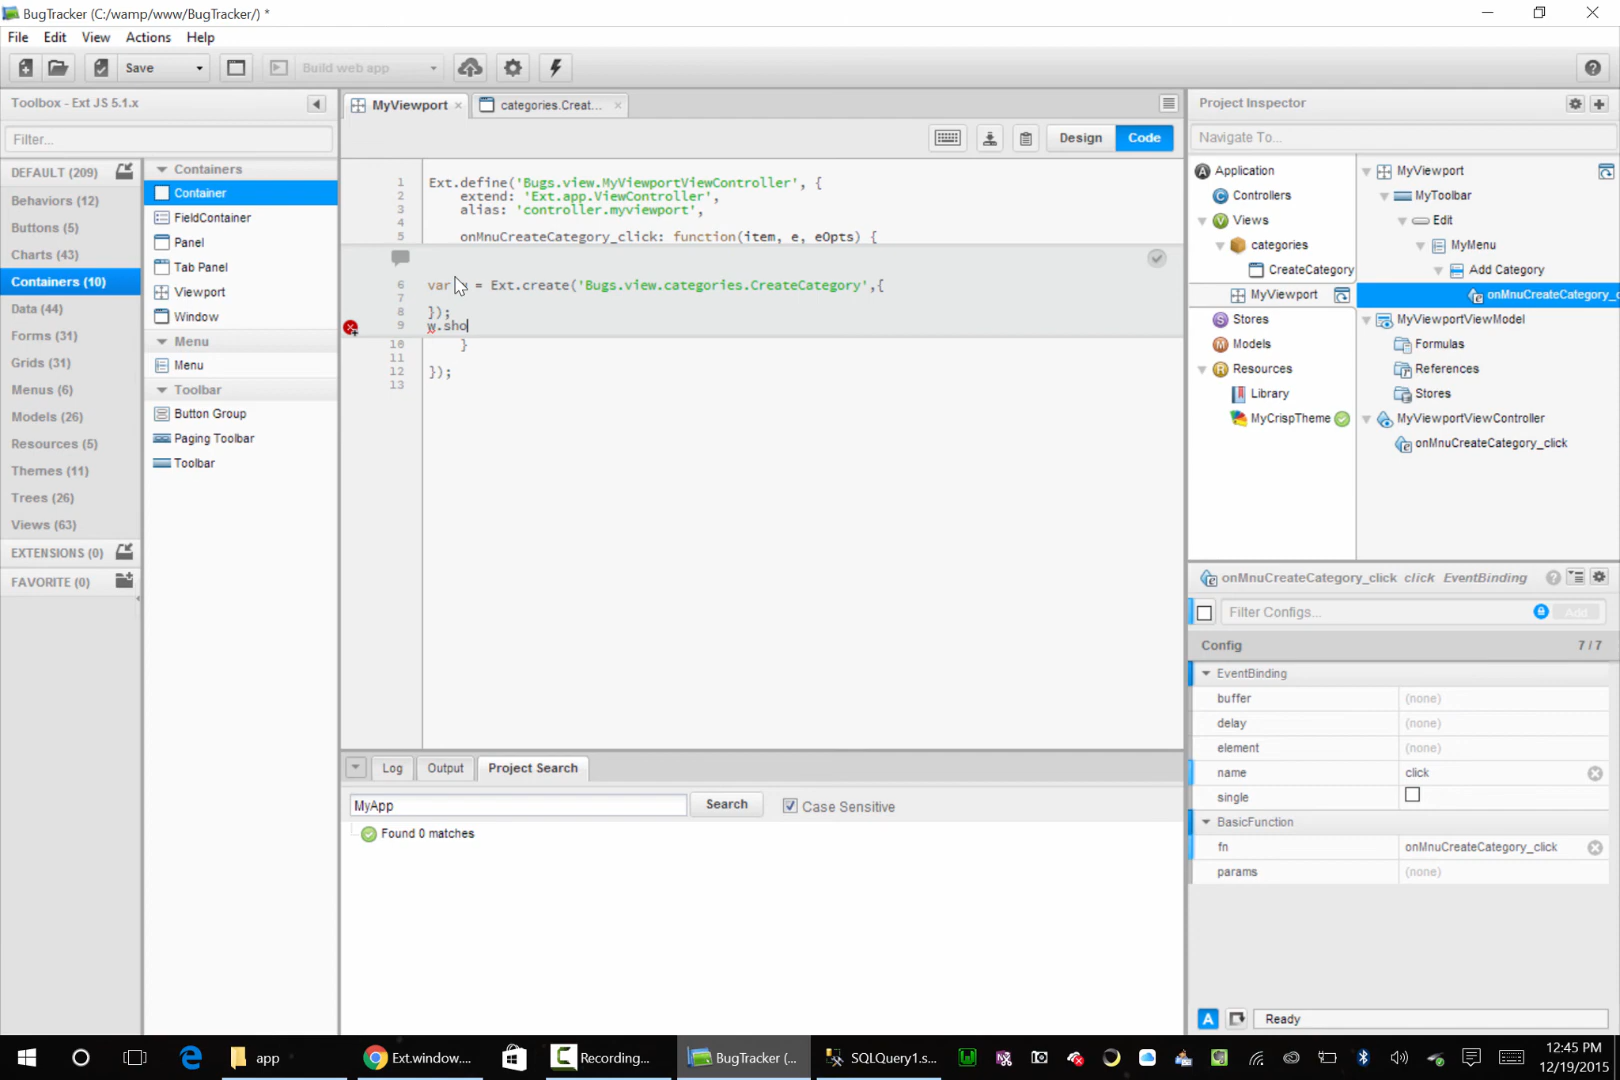 BugTracker (C:/wamp/www/BugTracker/) *
File Edit View Actions Help
Save Build web app
Toolbox - Ext JS 5.1.x
Filter...
DEFAULT (209)
Behaviors (12)
Buttons (5)
Charts (43)
Containers (10)
Data (44)
Forms (31)
Grids (31)
Menus (6)
Models (26)
Resources (5)
Themes (11)
Trees (26)
Views (63)
EXTENSIONS (0)
FAVORITE (0)
Containers
Container
FieldContainer
Panel
Tab Panel
Viewport
Window
Menu
Menu
Toolbar
Button Group
Paging Toolbar
Toolbar
MyViewport categories.Creat...
Design Code
1 Ext.define('Bugs.view.MyViewportViewController', {
2 extend: 'Ext.app.ViewController',
3 alias: 'controller.myviewport',
4
5 onMnuCreateCategory_click: function(item, e, eOpts) {
6 var = Ext.create('Bugs.view.categories.CreateCategory',{
7
8 });
9 w.sho
10 }
11
12 });
13
Log Output Project Search
MyApp Search Case Sensitive
Found 0 matches
Project Inspector
Navigate To...
Application
Controllers
Views
categories
CreateCategory
MyViewport
Stores
Models
Resources
Library
MyCrispTheme
MyViewport
MyToolbar
Edit
MyMenu
Add Category
onMnuCreateCategory_c
MyViewportViewModel
Formulas
References
Stores
MyViewportViewController
onMnuCreateCategory_click
onMnuCreateCategory_click click EventBinding
Filter Configs... Add
Config 7 / 7
EventBinding
buffer (none)
delay (none)
element (none)
name click
single
BasicFunction
fn onMnuCreateCategory_click
params (none)
A Ready
app Ext.window.... Recording... BugTracker (... SQLQuery1.s...
12:45 PM
12/19/2015